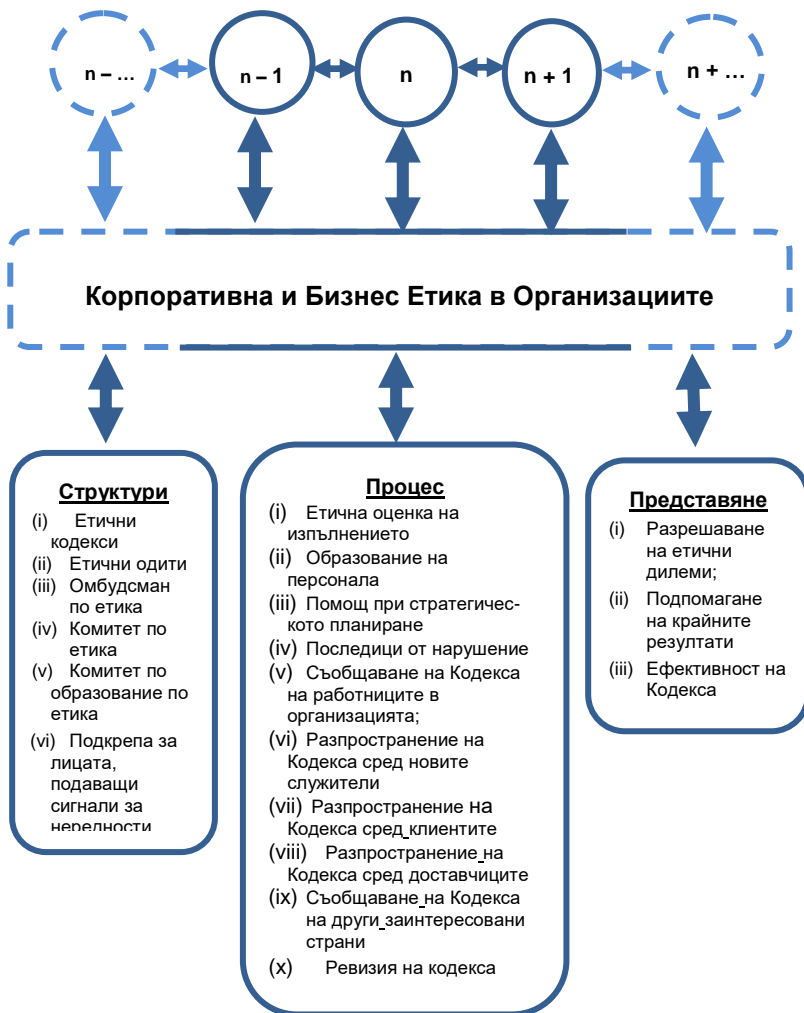 n – ...
n – 1
n
n + 1
n + ...
Корпоративна и Бизнес Етика в Организациите
Структури
(i) Етични
кодекси
(ii) Етични одити
(iii) Омбудсман
по етика
(iv) Комитет по
етика
(v) Комитет по
образование по
етика
(vi) Подкрепа за
лицата,
подаващи
сигнали за
нередности
Процес
(i) Етична оценка на
изпълнението
(ii) Образование на
персонала
(iii) Помощ при стратегичес-
кото планиране
(iv) Последици от нарушение
(v) Съобщаване на Кодекса
на работниците в
организацията;
(vi) Разпространение на
Кодекса сред новите
служители
(vii) Разпространение на
Кодекса сред клиентите
(viii) Разпространение на
Кодекса сред доставчиците
(ix) Съобщаване на Кодекса
на други заинтересовани
страни
(x) Ревизия на кодекса
Представяне
(i) Разрешаване
на етични
дилеми;
(ii) Подпомагане
на крайните
резултати
(iii) Ефективност на
Кодекса